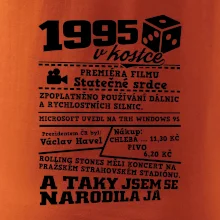 1995
v kostce
PREMIÉRA FILMU
Statečné srdce
ZPOPLATNĚNO POUŽÍVÁNÍ DÁLNIC
A RYCHLOSTNÍCH SILNIC.
MICROSOFT UVEDL NA TRH WINDOWS 95
Prezidentem ČR byl:
Václav Havel
Nákup:
CHLEBA ... 11,30 KČ
PIVO
6,20 KČ
ROLLING STONES MĚLI KONCERT NA
PRAŽSKÉM STRAHOVSKÉM STADIÓNU.
A TAKY JSEM SE
NARODILA JÁ